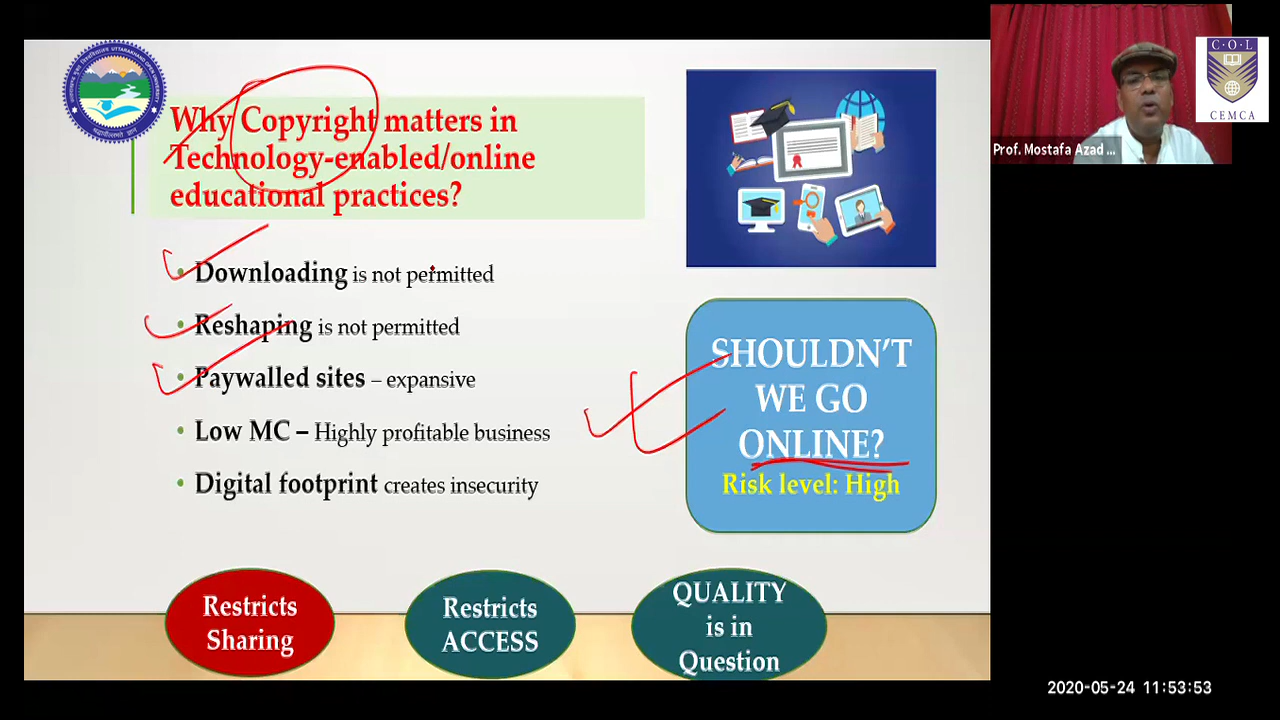 Why Copyright matters in
Technology-enabled/online
educational practices?
• Downloading is not permitted
• Reshaping is not permitted
• Paywalled sites – expansive
• Low MC – Highly profitable business
• Digital footprint creates insecurity
SHOULDN'T
WE GO
ONLINE?
Risk level: High
Restricts
Sharing
Restricts
ACCESS
QUALITY
is in
Question
Prof. Mostafa Azad ...
C·O·L
CEMCA
2020-05-24 11:53:53